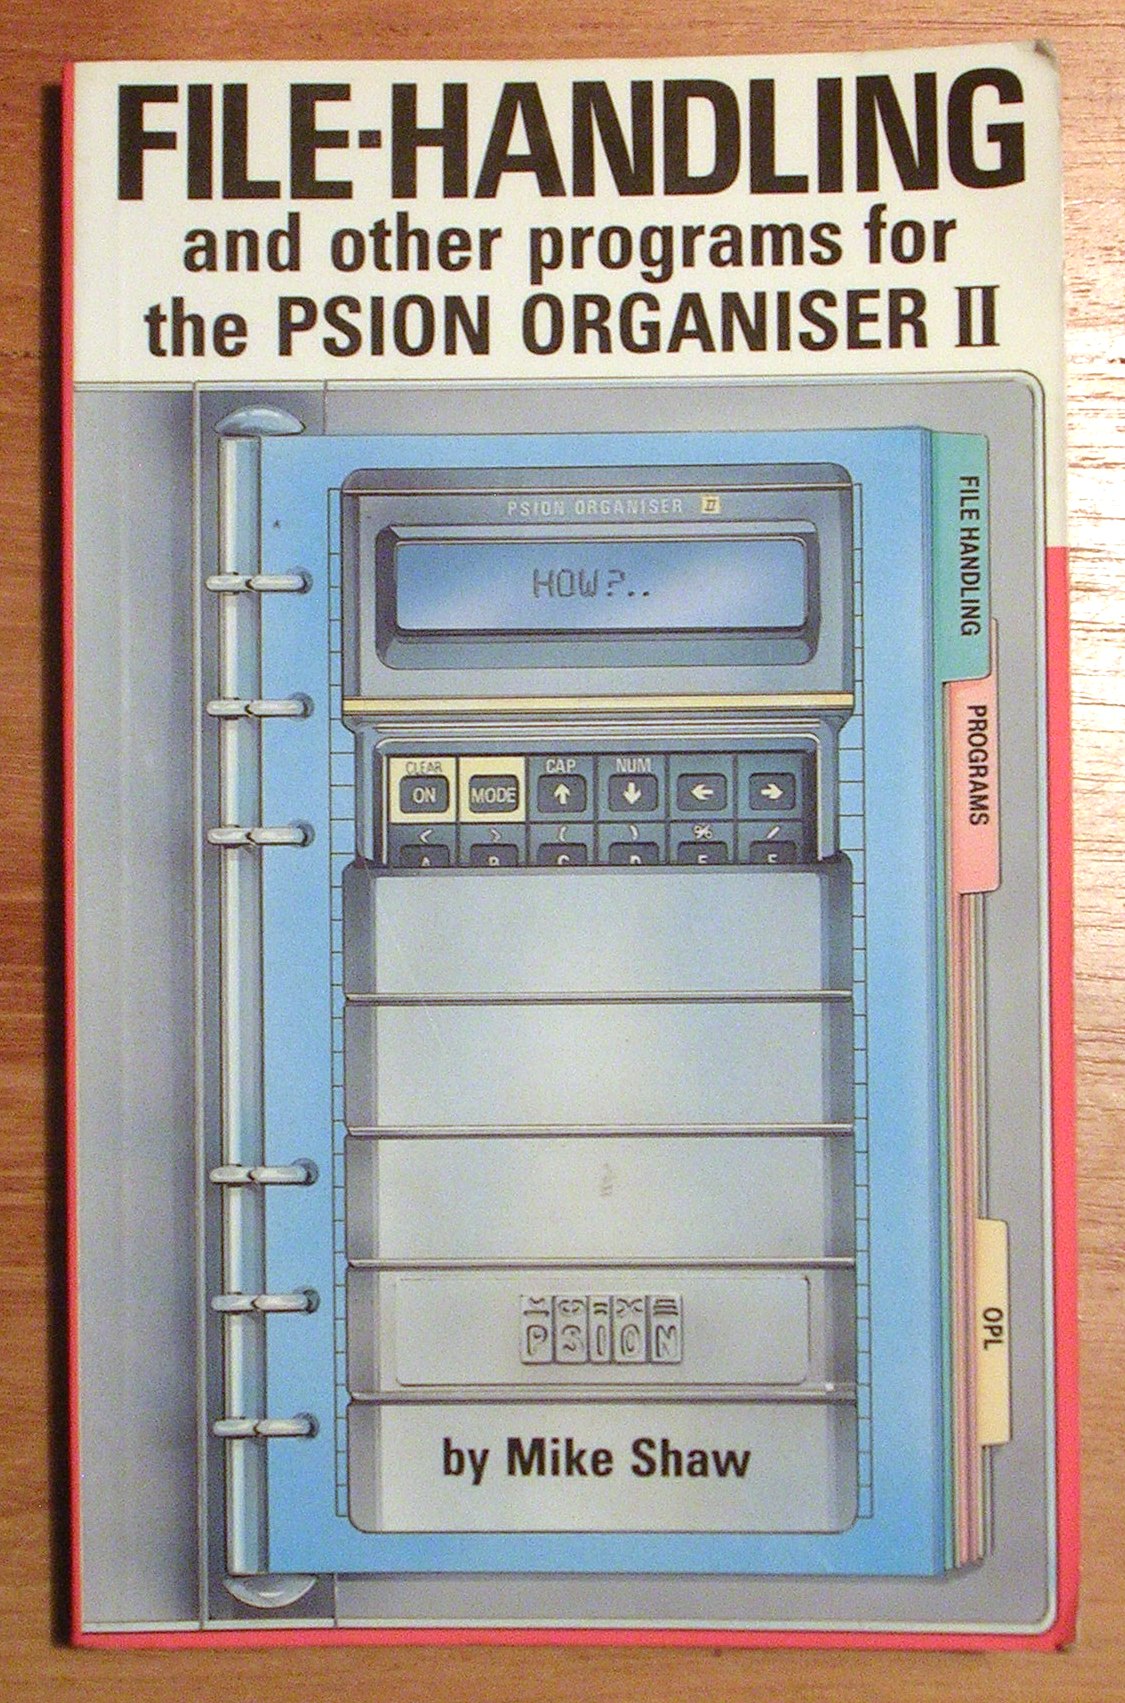 FILE-HANDLING
and other programs for
the PSION ORGANISER II
PSION ORGANISER II
HOW?..
FILE HANDLING
PROGRAMS
CLEAR CAP NUM
ON MODE ↑ ↓ ← →
< > ( ) % /
A B C D E F
OPL
PSION
by Mike Shaw